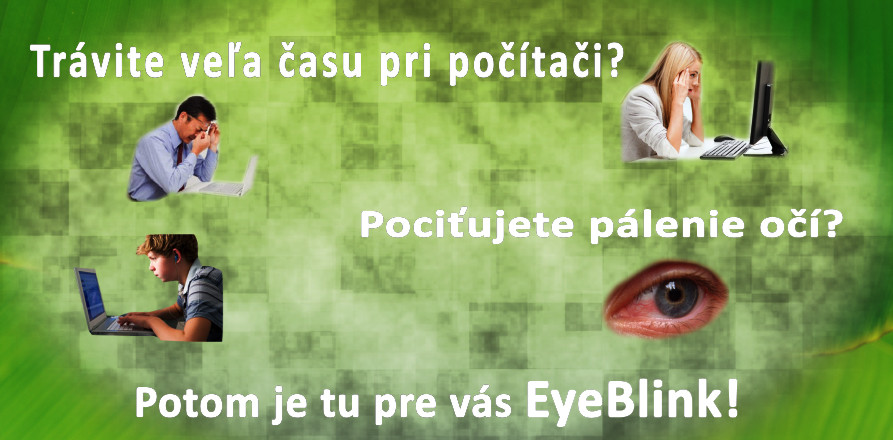 Trávite veľa času pri počítači?
Pociťujete pálenie očí?
Potom je tu pre vás EyeBlink!